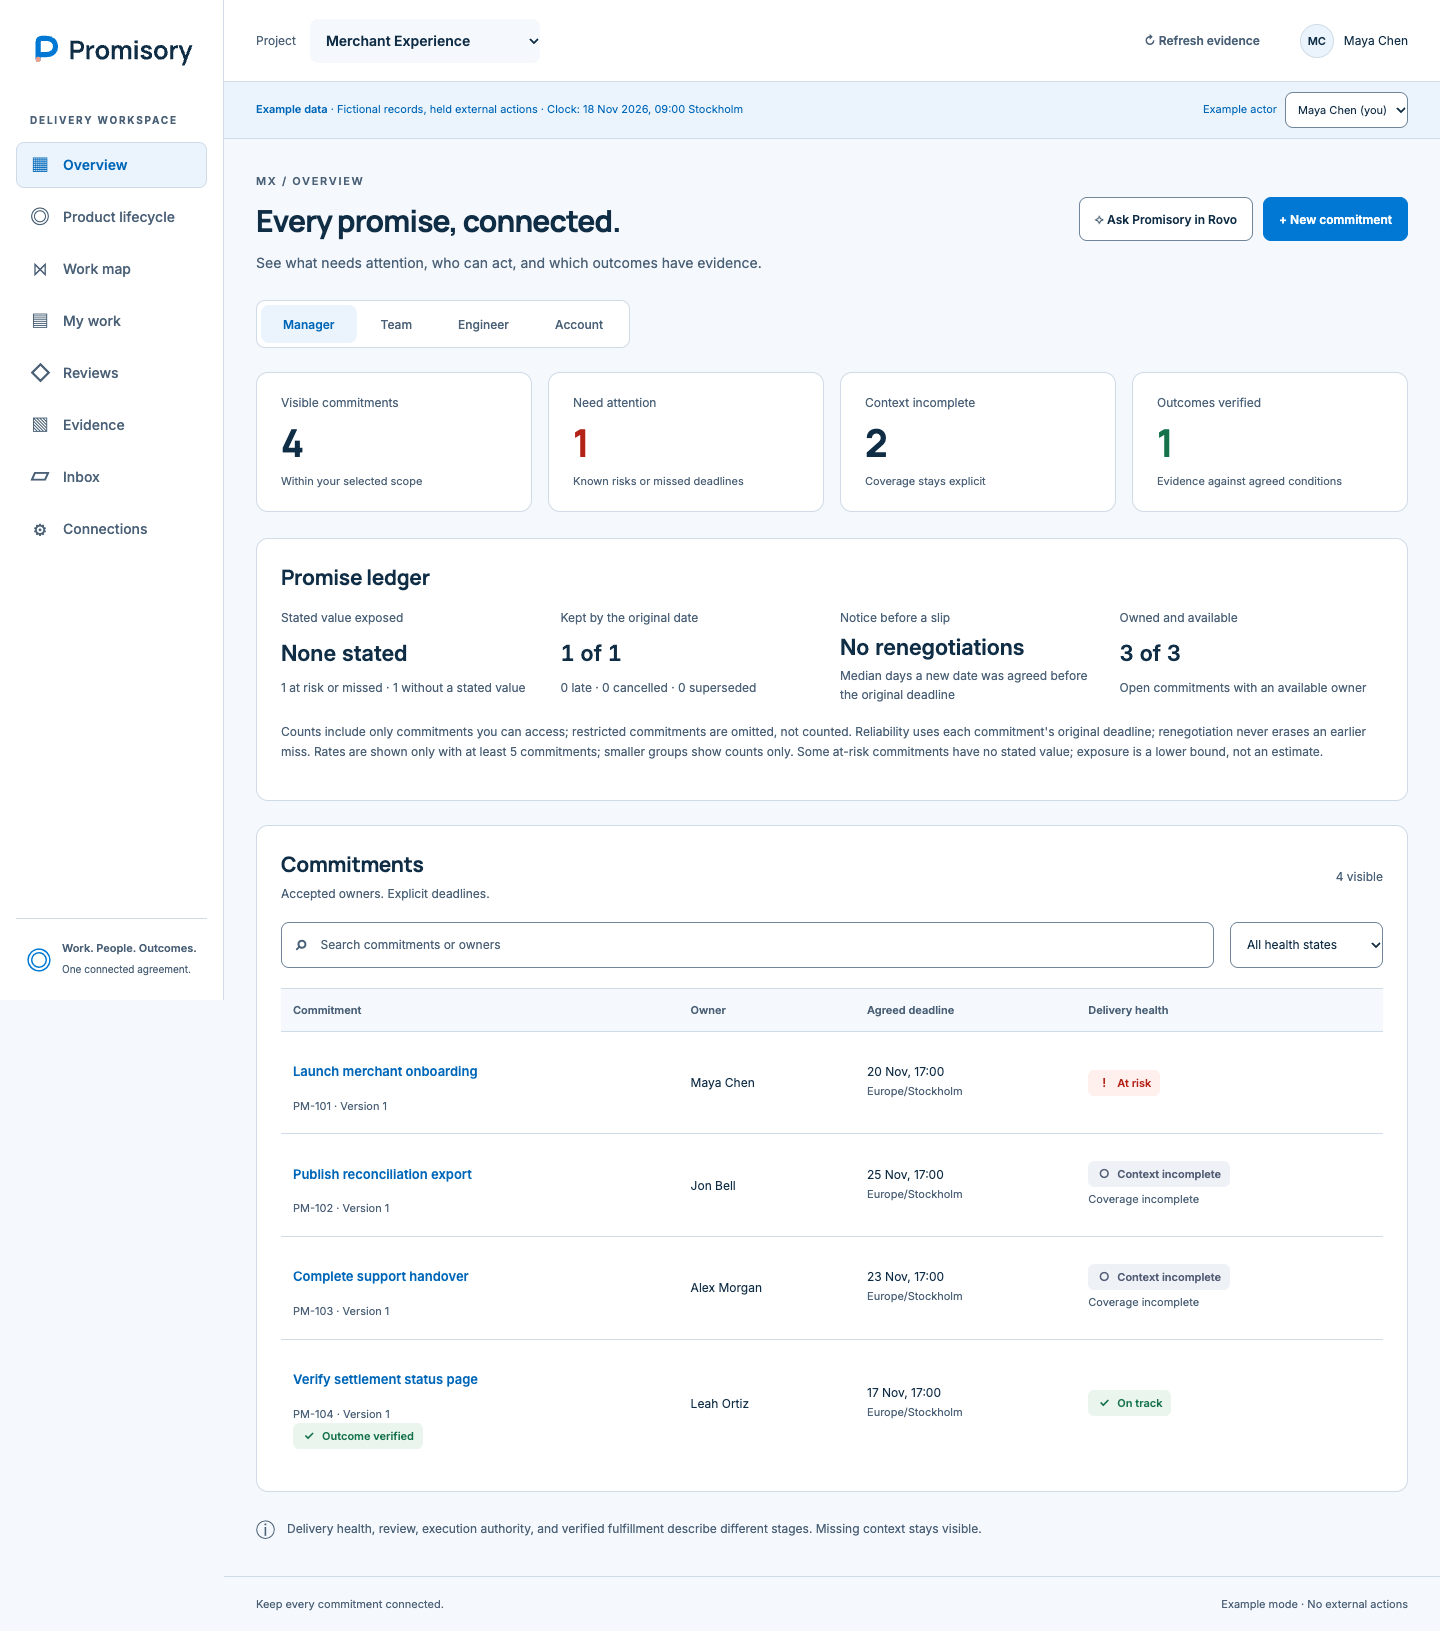 Promisory
Project
Merchant Experience
↻ Refresh evidence
MC
Maya Chen
DELIVERY WORKSPACE
Overview
Product lifecycle
Work map
My work
Reviews
Evidence
Inbox
Connections
Work. People. Outcomes.
One connected agreement.
Example data · Fictional records, held external actions · Clock: 18 Nov 2026, 09:00 Stockholm
Example actor
Maya Chen (you)
MX / OVERVIEW
Every promise, connected.
See what needs attention, who can act, and which outcomes have evidence.
Ask Promisory in Rovo
+ New commitment
Manager
Team
Engineer
Account
Visible commitments
4
Within your selected scope
Need attention
1
Known risks or missed deadlines
Context incomplete
2
Coverage stays explicit
Outcomes verified
1
Evidence against agreed conditions
Promise ledger
Stated value exposed
None stated
1 at risk or missed · 1 without a stated value
Kept by the original date
1 of 1
0 late · 0 cancelled · 0 superseded
Notice before a slip
No renegotiations
Median days a new date was agreed before
the original deadline
Owned and available
3 of 3
Open commitments with an available owner
Counts include only commitments you can access; restricted commitments are omitted, not counted. Reliability uses each commitment's original deadline; renegotiation never erases an earlier
miss. Rates are shown only with at least 5 commitments; smaller groups show counts only. Some at-risk commitments have no stated value; exposure is a lower bound, not an estimate.
Commitments
Accepted owners. Explicit deadlines.
4 visible
Search commitments or owners
All health states
Commitment
Owner
Agreed deadline
Delivery health
Launch merchant onboarding
PM-101 · Version 1
Maya Chen
20 Nov, 17:00
Europe/Stockholm
! At risk
Publish reconciliation export
PM-102 · Version 1
Jon Bell
25 Nov, 17:00
Europe/Stockholm
Context incomplete
Coverage incomplete
Complete support handover
PM-103 · Version 1
Alex Morgan
23 Nov, 17:00
Europe/Stockholm
Context incomplete
Coverage incomplete
Verify settlement status page
PM-104 · Version 1
✓ Outcome verified
Leah Ortiz
17 Nov, 17:00
Europe/Stockholm
✓ On track
Delivery health, review, execution authority, and verified fulfillment describe different stages. Missing context stays visible.
Keep every commitment connected.
Example mode · No external actions